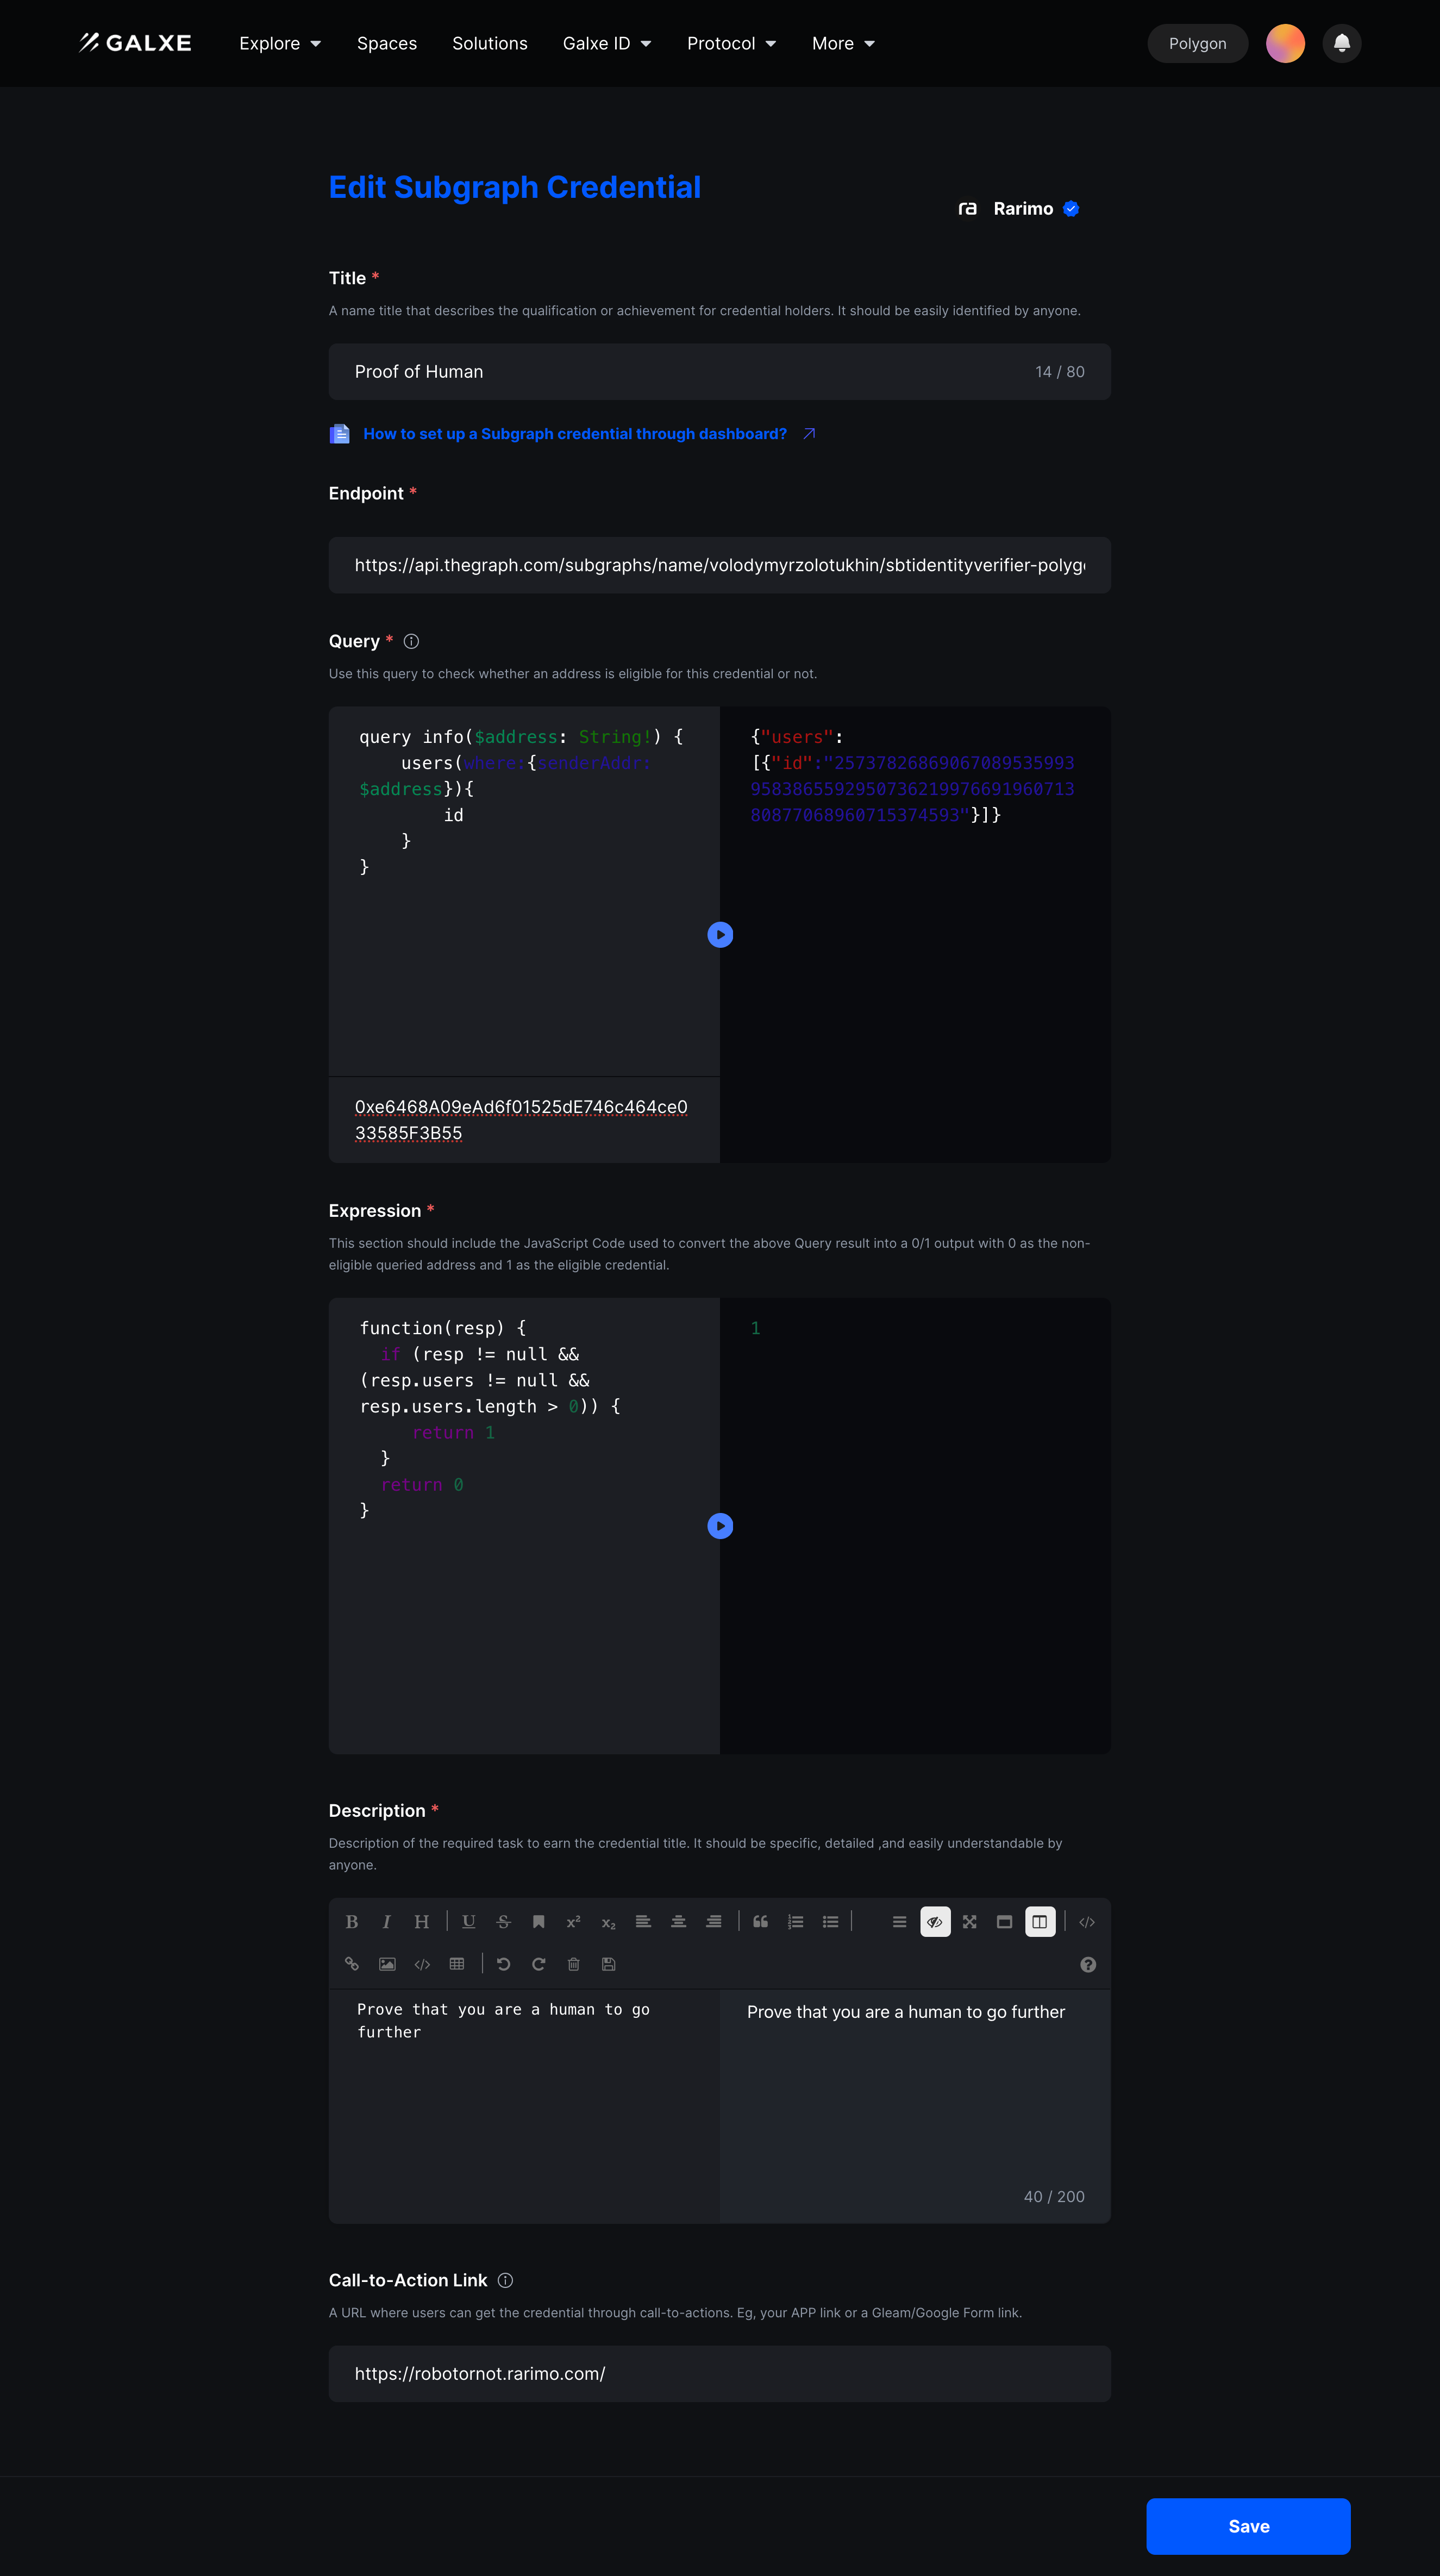 GALXE
Explore
Spaces
Solutions
Galxe ID
Protocol
More
Polygon
Edit Subgraph Credential
Rarimo
Title *
A name title that describes the qualification or achievement for credential holders. It should be easily identified by anyone.
Proof of Human
14 / 80
How to set up a Subgraph credential through dashboard?
Endpoint *
https://api.thegraph.com/subgraphs/name/volodymyrzolotukhin/sbtidentityverifier-polygo
Query *
Use this query to check whether an address is eligible for this credential or not.
query info($address: String!) {
    users(where:{senderAddr:
$address}){
        id
    }
}
{"users":
[{"id":"25737826869067089535993
9583865592950736219976691960713
8087706896071537​4593"}]}
0xe6468A09eAd6f01525dE746c464ce0
33585F3B55
Expression *
This section should include the JavaScript Code used to convert the above Query result into a 0/1 output with 0 as the non-
eligible queried address and 1 as the eligible credential.
function(resp) {
  if (resp != null &&
(resp.users != null &&
resp.users.length > 0)) {
     return 1
  }
  return 0
}
1
Description *
Description of the required task to earn the credential title. It should be specific, detailed ,and easily understandable by
anyone.
Prove that you are a human to go
further
Prove that you are a human to go further
40 / 200
Call-to-Action Link
A URL where users can get the credential through call-to-actions. Eg, your APP link or a Gleam/Google Form link.
https://robotornot.rarimo.com/
Save